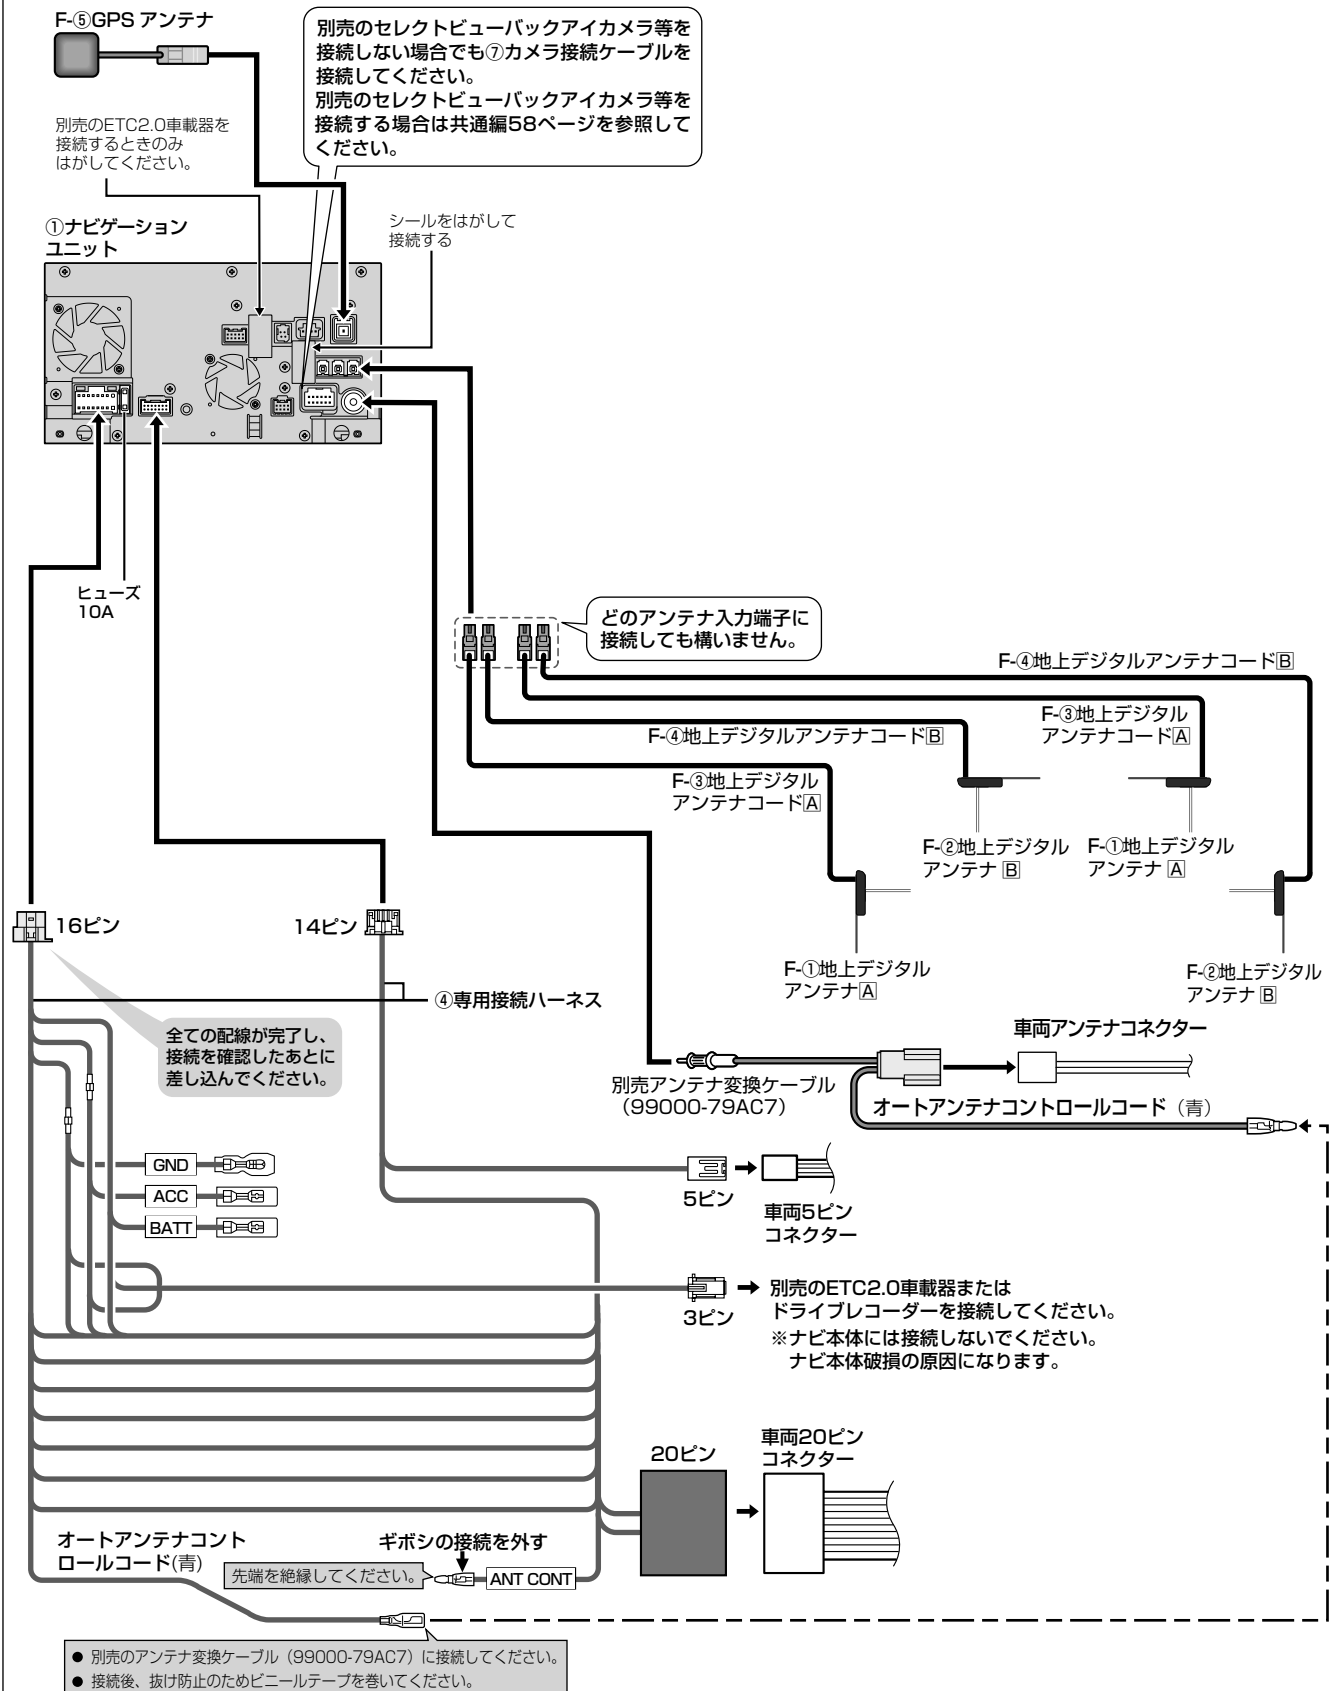 F-⑤GPS アンテナ
別売のセレクトビューバックアイカメラ等を
接続しない場合でも⑦カメラ接続ケーブルを
接続してください。
別売のセレクトビューバックアイカメラ等を
接続する場合は共通編58ページを参照して
ください。
別売のETC2.0車載器を
接続するときのみ
はがしてください。
シールをはがして
接続する
①ナビゲーション
ユニット
ヒューズ
10A
どのアンテナ入力端子に
接続しても構いません。
F-④地上デジタルアンテナコードB
F-③地上デジタル
アンテナコードA
F-④地上デジタルアンテナコードB
F-③地上デジタル
アンテナコードA
F-②地上デジタル
アンテナ B
F-①地上デジタル
アンテナ A
F-①地上デジタル
アンテナA
F-②地上デジタル
アンテナ B
16ピン
14ピン
④専用接続ハーネス
全ての配線が完了し、
接続を確認したあとに
差し込んでください。
車両アンテナコネクター
別売アンテナ変換ケーブル
（99000-79AC7）
オートアンテナコントロールコード（青）
GND
ACC
BATT
5ピン
車両5ピン
コネクター
3ピン
別売のETC2.0車載器または
ドライブレコーダーを接続してください。
※ナビ本体には接続しないでください。
ナビ本体破損の原因になります。
20ピン
車両20ピン
コネクター
オートアンテナコント
ロールコード(青)
ギボシの接続を外す
先端を絶縁してください。
ANT CONT
● 別売のアンテナ変換ケーブル（99000-79AC7）に接続してください。
● 接続後、抜け防止のためビニールテープを巻いてください。